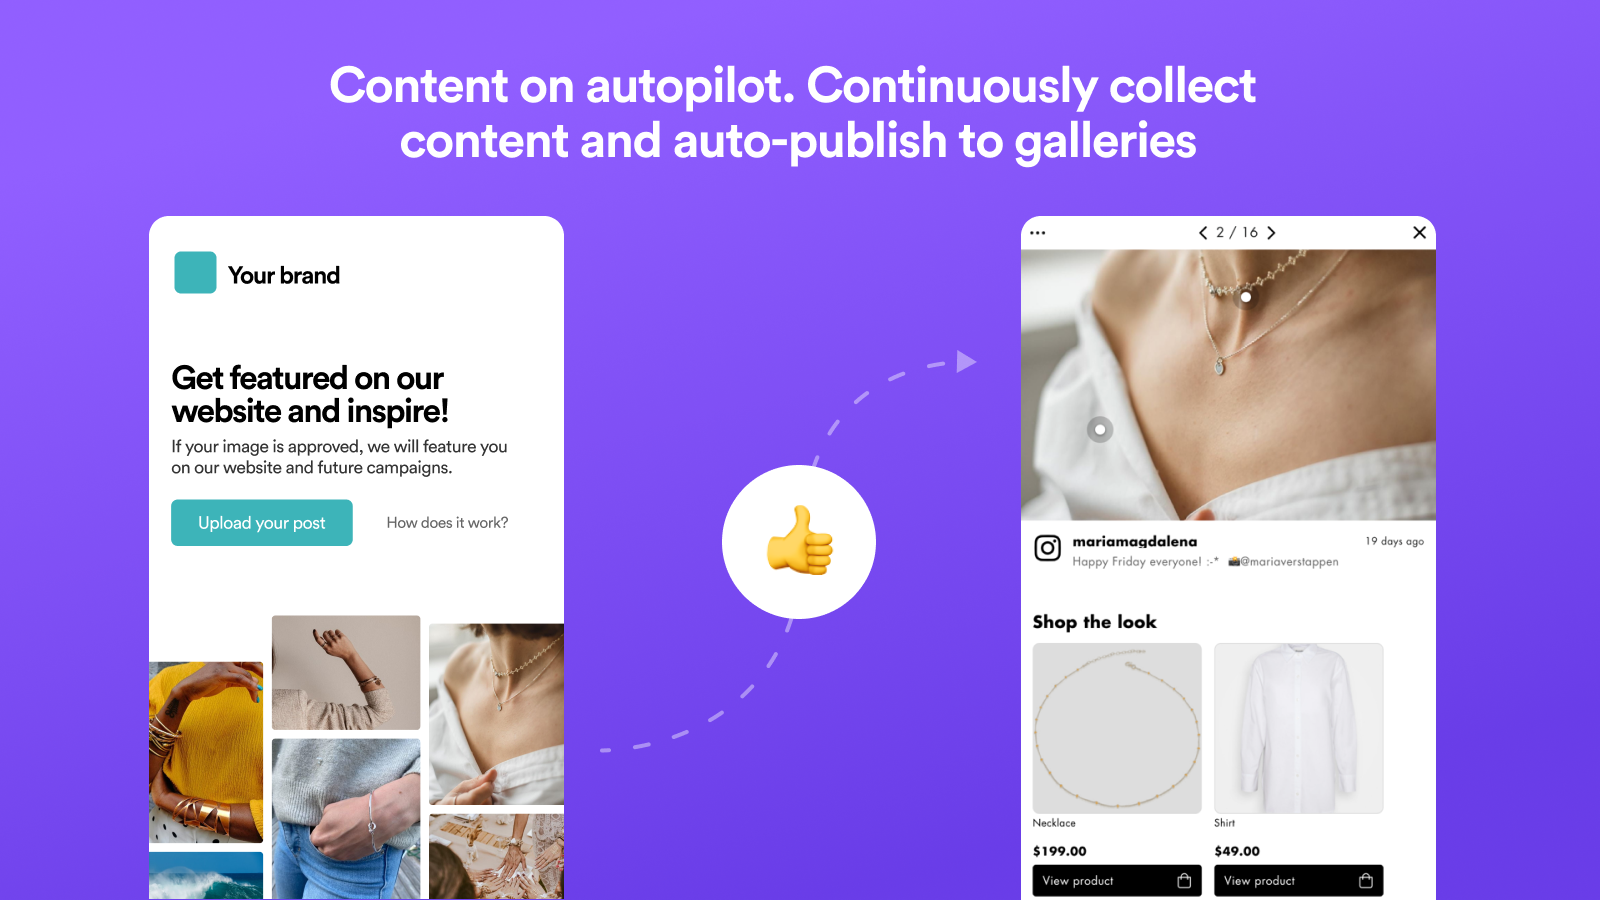 Content on autopilot. Continuously collect
content and auto-publish to galleries
Your brand
Get featured on our
website and inspire!
If your image is approved, we will feature you
on our website and future campaigns.
Upload your post
How does it work?
2 / 16
mariamagdalena
19 days ago
Happy Friday everyone! :-* 📸@mariaverstappen
Shop the look
Necklace
Shirt
$199.00
$49.00
View product
View product